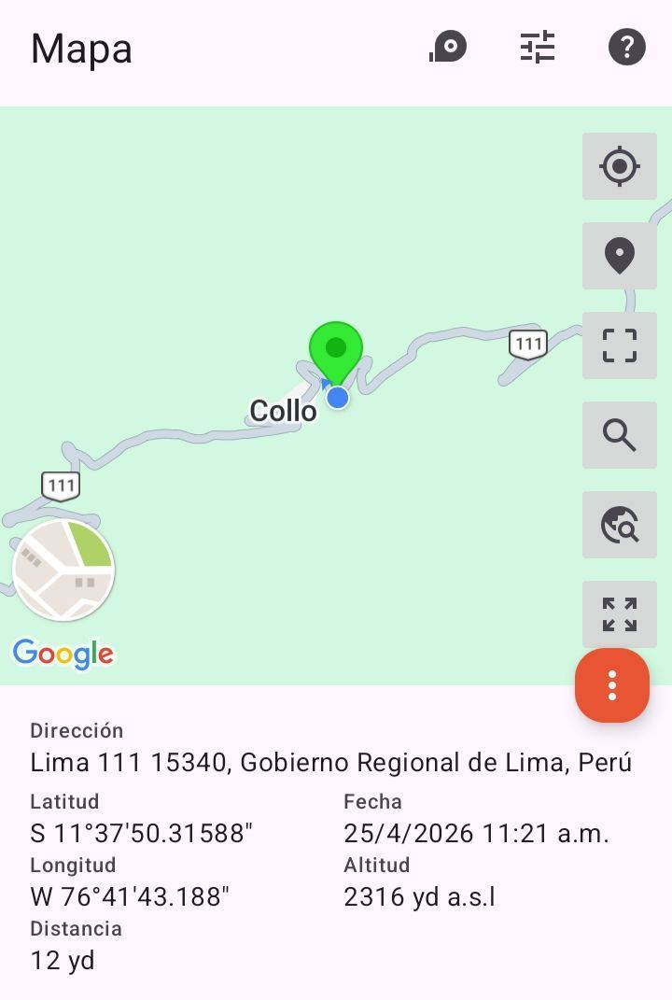 Mapa
111
Collo
111
Google
Dirección
Lima 111 15340, Gobierno Regional de Lima, Perú
Latitud
S 11°37'50.31588"
Fecha
25/4/2026 11:21 a.m.
Longitud
W 76°41'43.188"
Altitud
2316 yd a.s.l
Distancia
12 yd